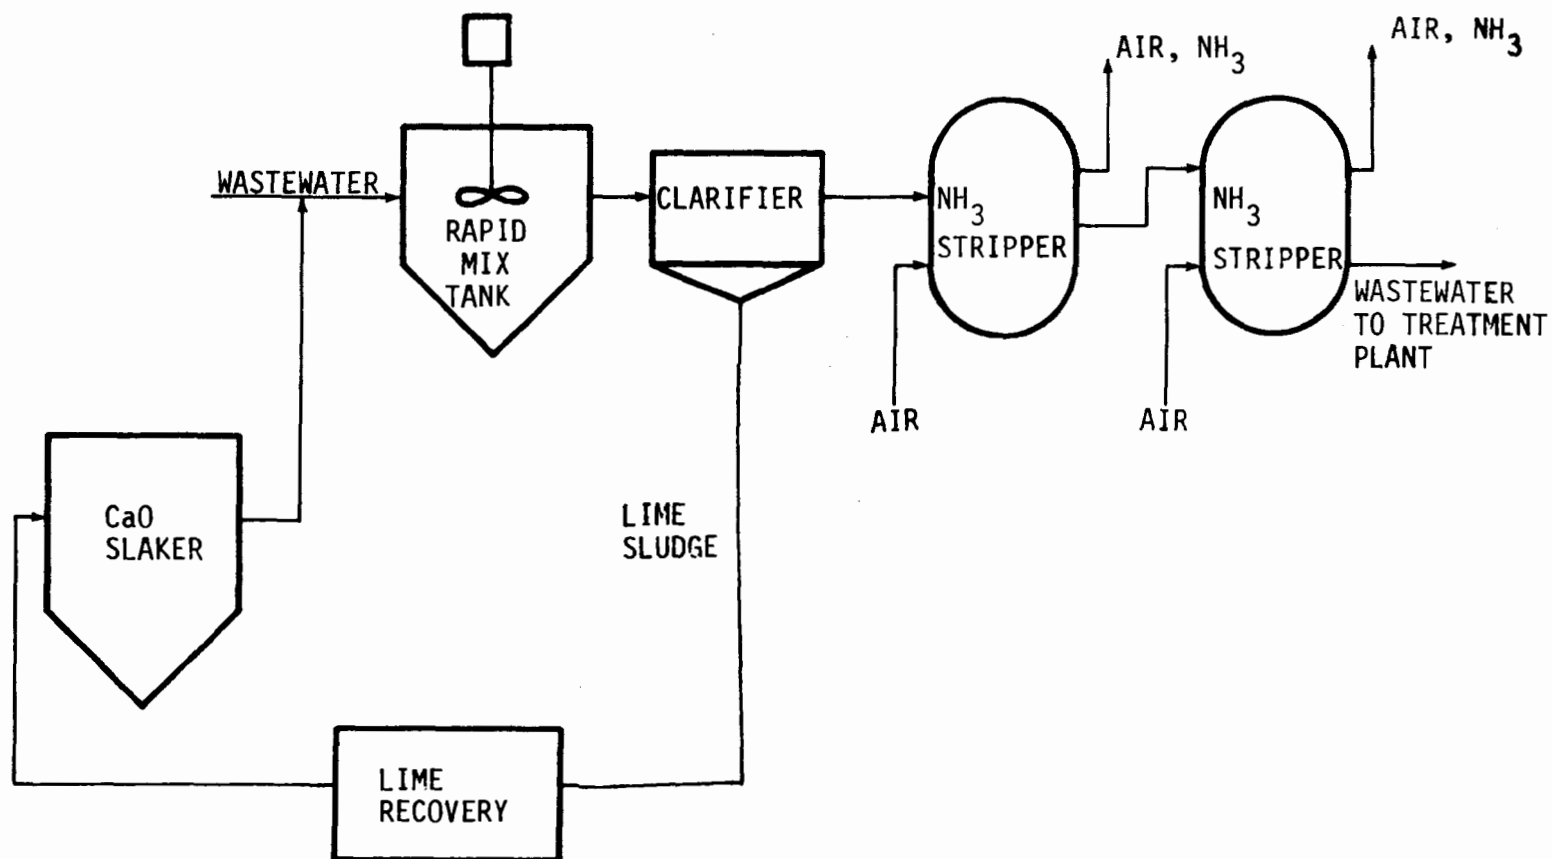 AIR, NH3
AIR, NH3
WASTEWATER
RAPID
MIX
TANK
CLARIFIER
NH3
STRIPPER
NH3
STRIPPER
WASTEWATER
TO TREATMENT
PLANT
AIR
AIR
CaO
SLAKER
LIME
SLUDGE
LIME
RECOVERY